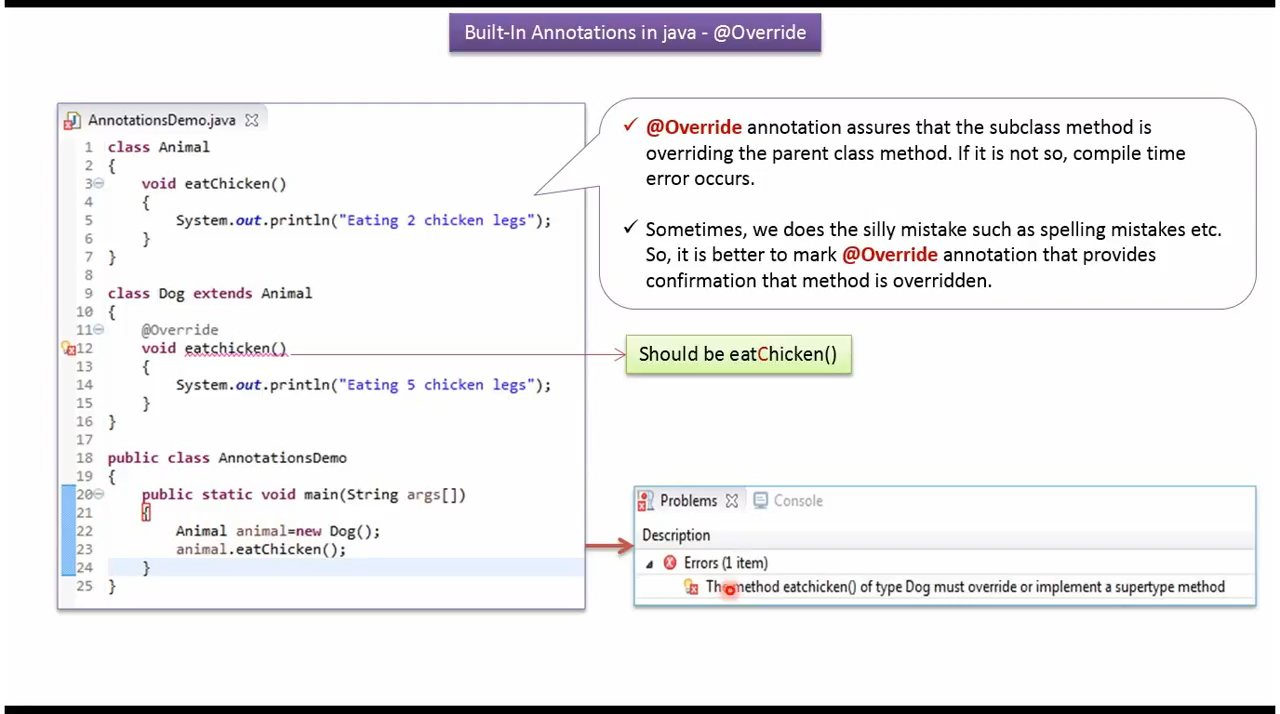 Built-In Annotations in java - @Override
AnnotationsDemo.java
1 class Animal
2 {
3 void eatChicken()
4 {
5 System.out.println("Eating 2 chicken legs");
6 }
7 }
8
9 class Dog extends Animal
10 {
11 @Override
12 void eatchicken()
13 {
14 System.out.println("Eating 5 chicken legs");
15 }
16 }
17
18 public class AnnotationsDemo
19 {
20 public static void main(String args[])
21 {
22 Animal animal=new Dog();
23 animal.eatChicken();
24 }
25 }
@Override annotation assures that the subclass method is
overriding the parent class method. If it is not so, compile time
error occurs.
Sometimes, we does the silly mistake such as spelling mistakes etc.
So, it is better to mark @Override annotation that provides
confirmation that method is overridden.
Should be eatChicken()
Problems
Console
Description
Errors (1 item)
The method eatchicken() of type Dog must override or implement a supertype method